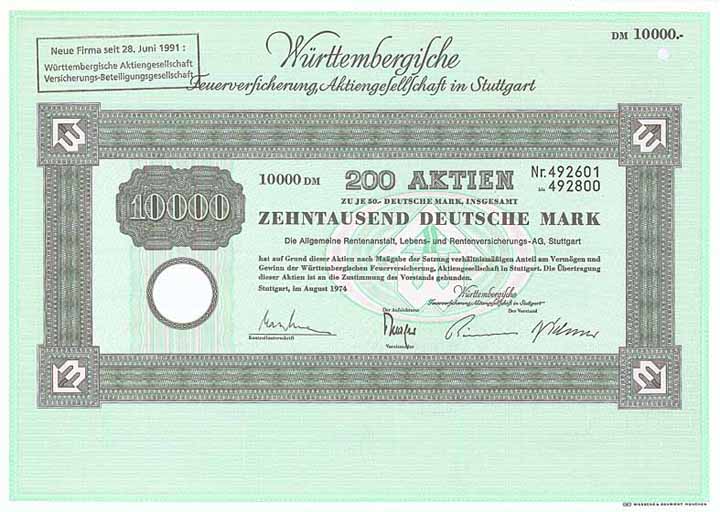 DM 10000.-
Neue Firma seit 28. Juni 1991 :
Württembergische Aktiengesellschaft
Versicherungs-Beteiligungsgesellschaft
Württembergische
Feuerversicherung, Aktiengesellschaft in Stuttgart
10000 DM 200 AKTIEN Nr. 492601
bis 492800
10000
ZU JE 50.- DEUTSCHE MARK, INSGESAMT
ZEHNTAUSEND DEUTSCHE MARK
Die Allgemeine Rentenanstalt, Lebens- und Rentenversicherungs-AG, Stuttgart
hat auf Grund dieser Aktien nach Maßgabe der Satzung verhältnismäßigen Anteil am Vermögen und
Gewinn der Württembergischen Feuerversicherung, Aktiengesellschaft in Stuttgart. Die Übertragung
dieser Aktien ist an die Zustimmung des Vorstands gebunden.
Stuttgart, im August 1974
Württembergische
Feuerversicherung, Aktiengesellschaft in Stuttgart
Der Aufsichtsrat Der Vorstand
Kontrollunterschrift Vorsitzender
GIESECKE & DEVRIENT MÜNCHEN